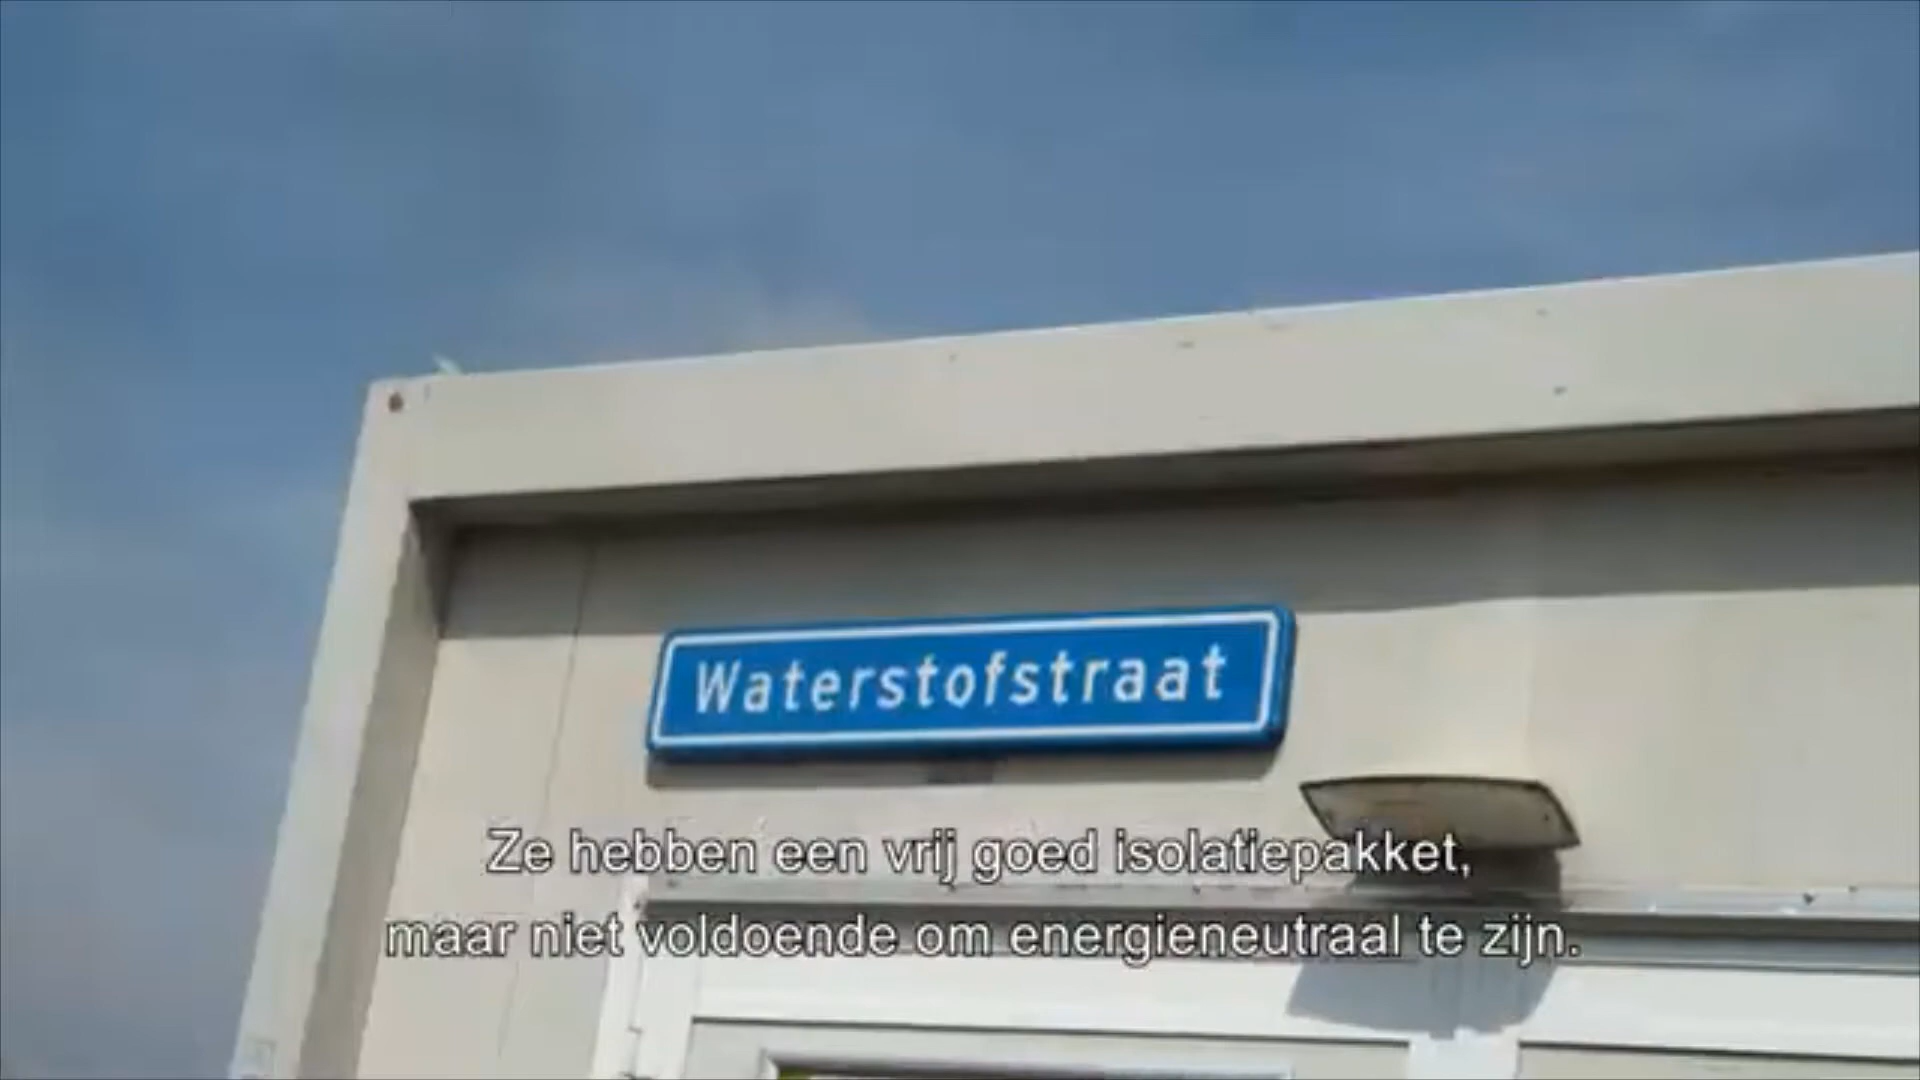 Waterstofstraat
Ze hebben een vrij goed isolatiepakket,
maar niet voldoende om energieneutraal te zijn.